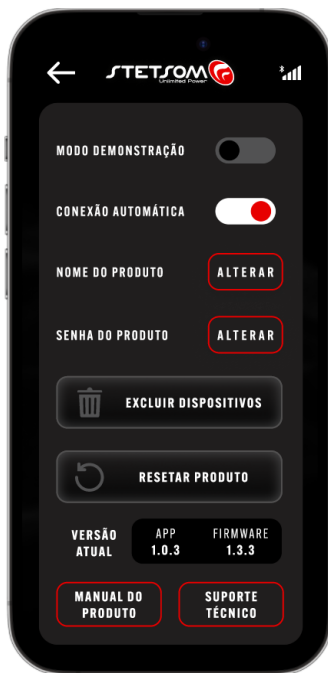 STETSOM
Unlimited Power
MODO DEMONSTRAÇÃO
CONEXÃO AUTOMÁTICA
NOME DO PRODUTO ALTERAR
SENHA DO PRODUTO ALTERAR
EXCLUIR DISPOSITIVOS
RESETAR PRODUTO
VERSÃO ATUAL
APP
1.0.3
FIRMWARE
1.3.3
MANUAL DO
PRODUTO
SUPORTE
TÉCNICO